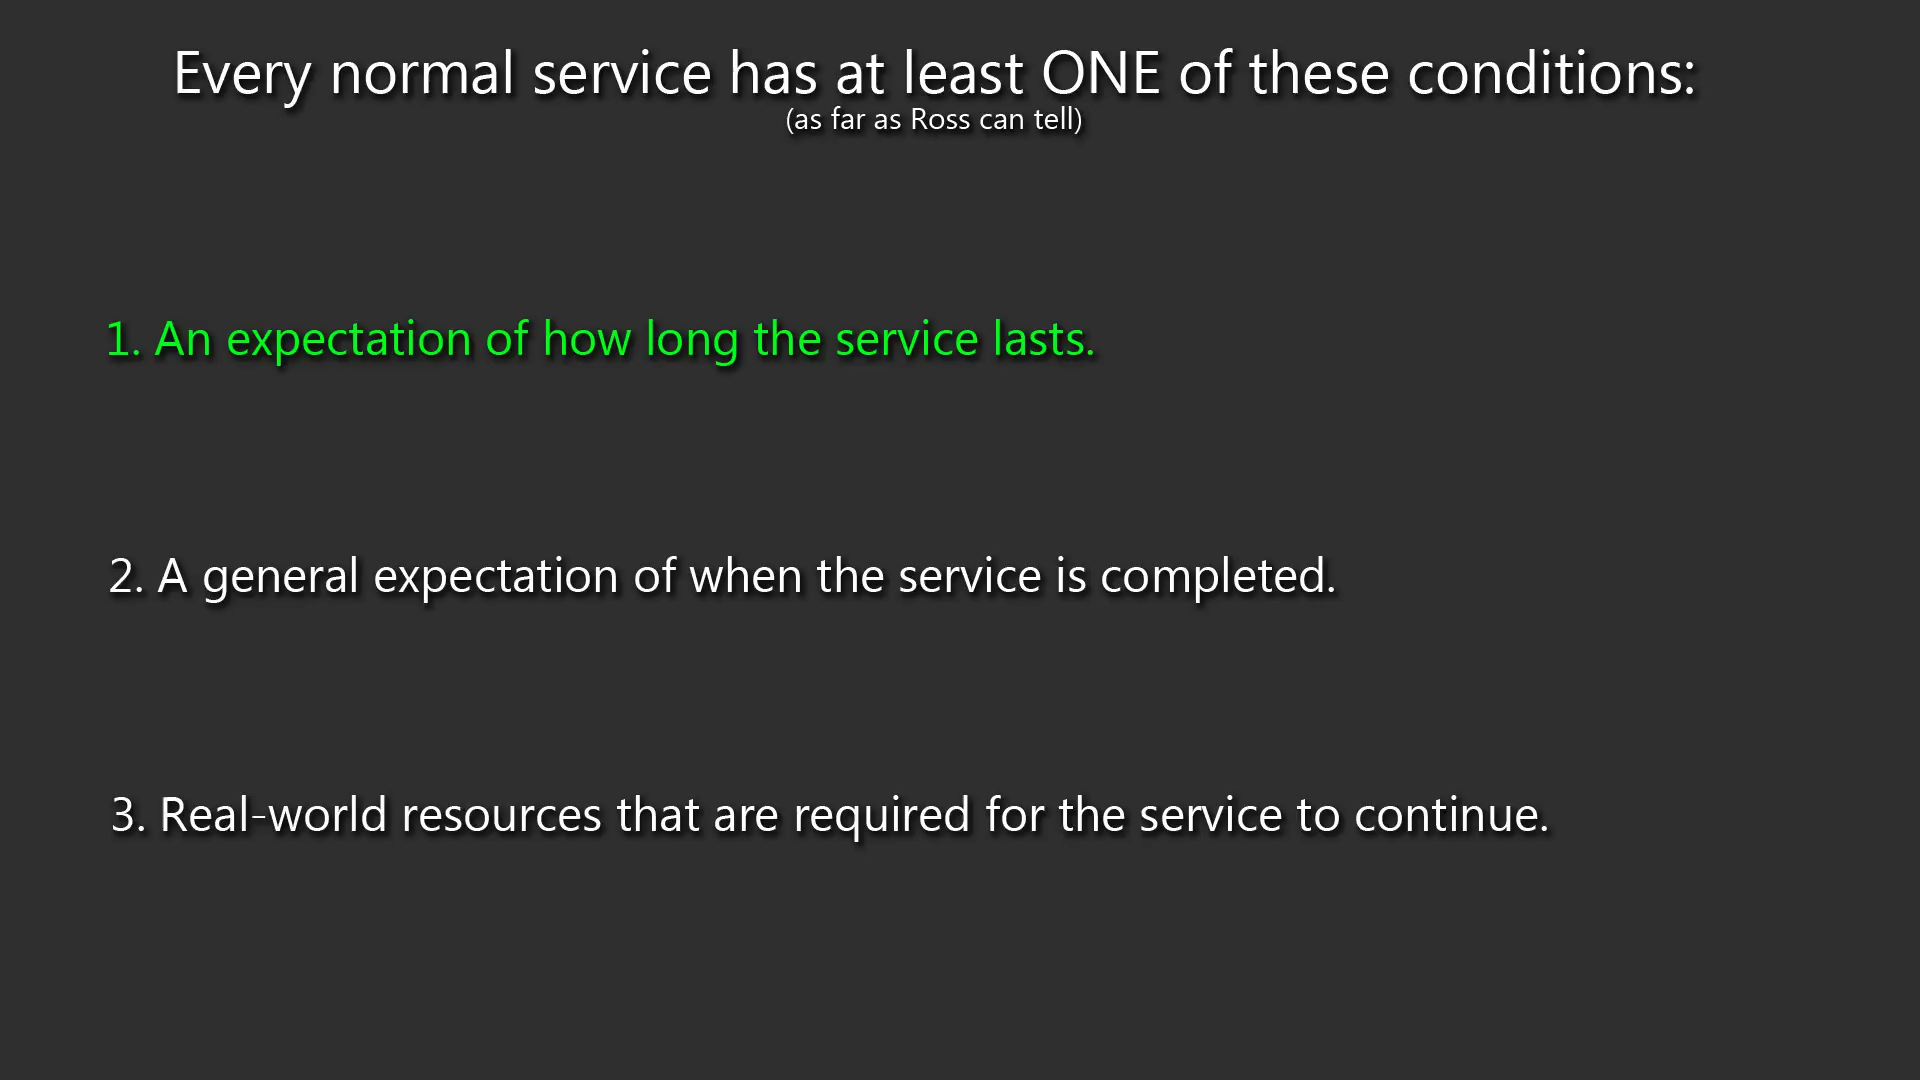 Every normal service has at least ONE of these conditions:
(as far as Ross can tell)
1. An expectation of how long the service lasts.
2. A general expectation of when the service is completed.
3. Real-world resources that are required for the service to continue.